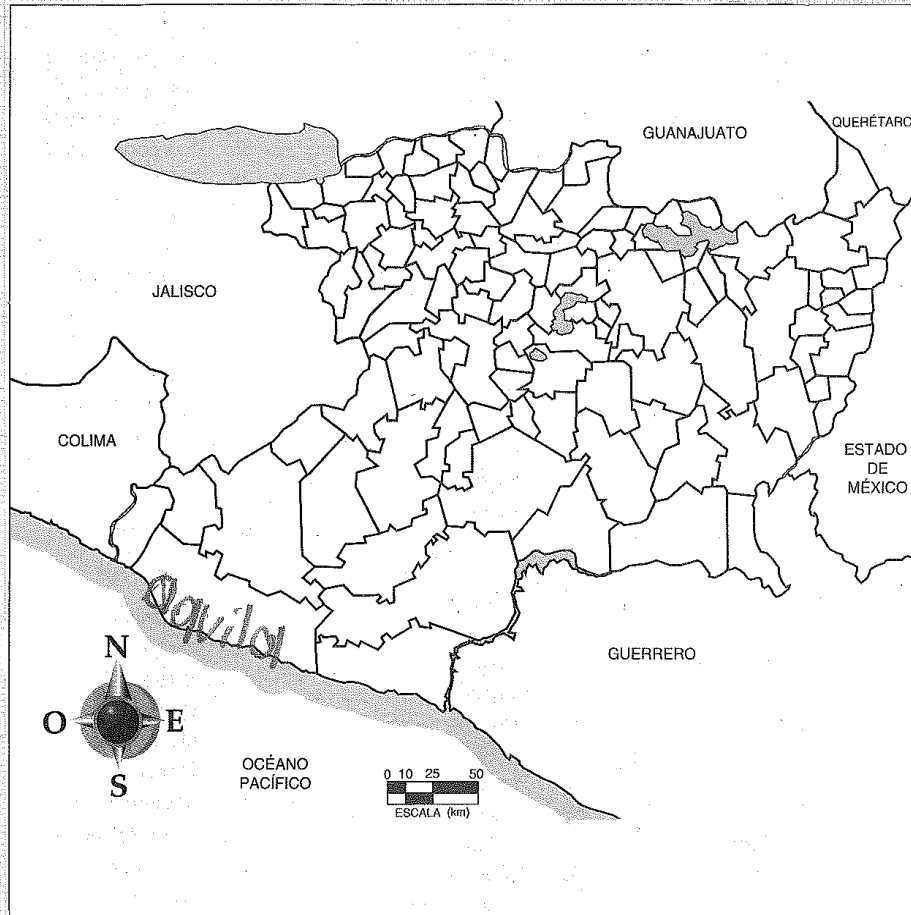 GUANAJUATO
QUERÉTARO
JALISCO
COLIMA
ESTADO
DE
MÉXICO
Aquila
GUERRERO
N
O E
S
OCÉANO
PACÍFICO
0 10 25 50
ESCALA (km)